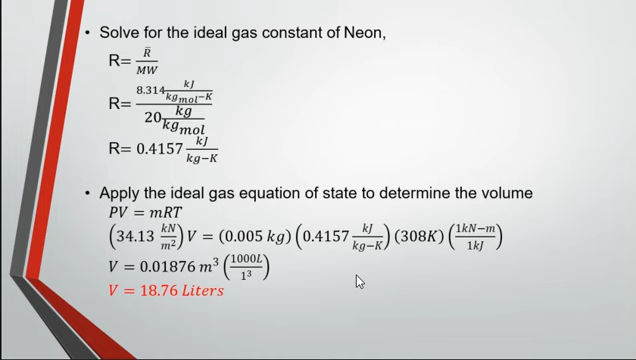 • Solve for the ideal gas constant of Neon,
R= R̄/MW
R= 8.314 kJ/kgmol−K / 20 kg/kgmol
R= 0.4157 kJ/kg−K
• Apply the ideal gas equation of state to determine the volume
PV = mRT
(34.13 kN/m²) V = (0.005 kg) (0.4157 kJ/kg−K) (308K) (1kN−m/1kJ)
V = 0.01876 m³ (1000L/1³)
V = 18.76 Liters